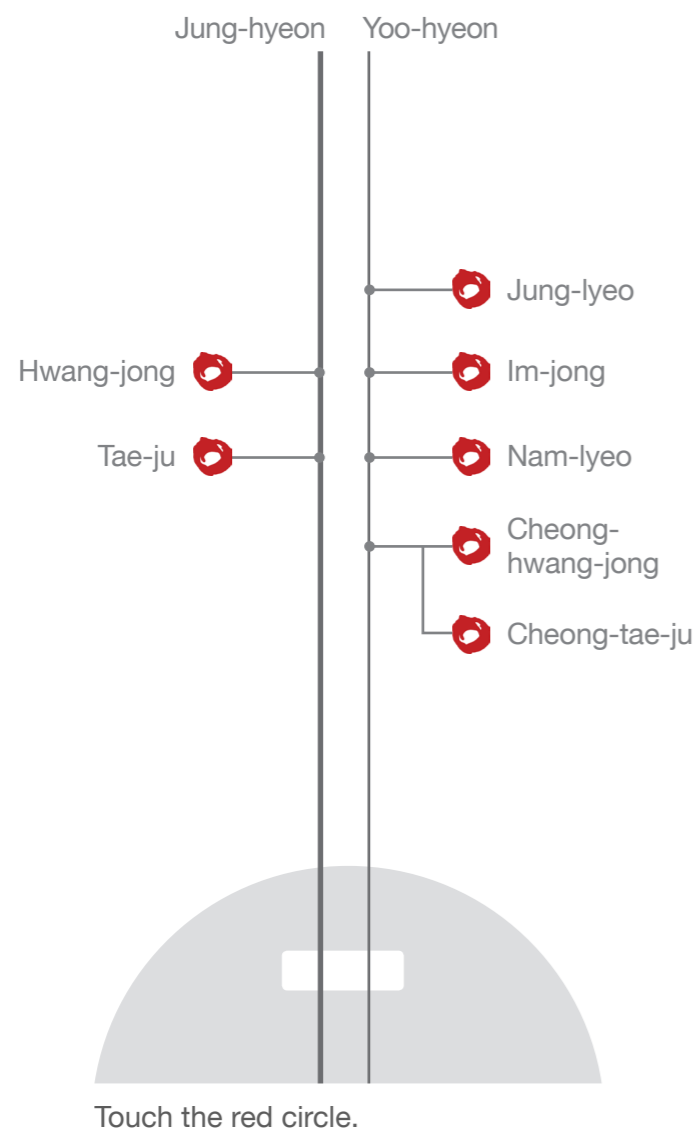 Jung-hyeon
Yoo-hyeon
Jung-lyeo
Hwang-jong
Im-jong
Tae-ju
Nam-lyeo
Cheong-
hwang-jong
Cheong-tae-ju
Touch the red circle.